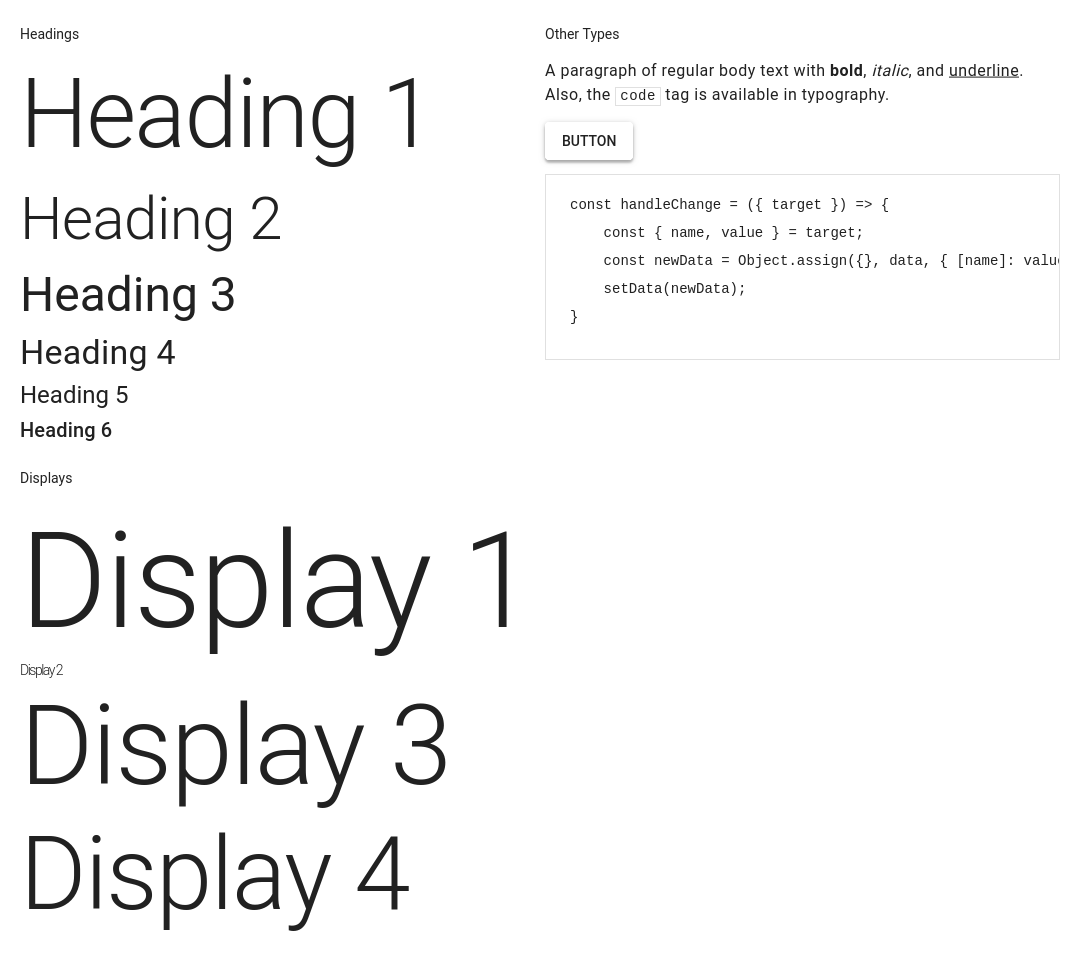 Headings
Heading 1
Heading 2
Heading 3
Heading 4
Heading 5
Heading 6
Displays
Display 1
Display 2
Display 3
Display 4
Other Types
A paragraph of regular body text with bold, italic, and underline.
Also, the code tag is available in typography.
BUTTON
const handleChange = ({ target }) => {
    const { name, value } = target;
    const newData = Object.assign({}, data, { [name]: valu
    setData(newData);
}